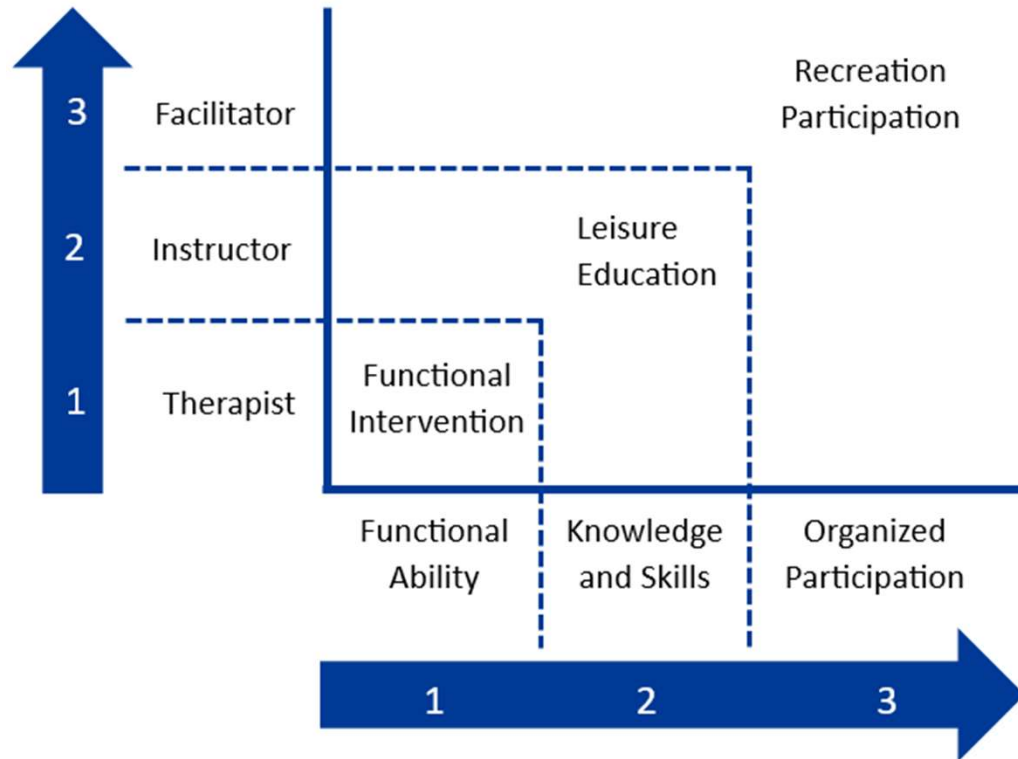 Recreation
Participation
3
Facilitator
Leisure
Education
2
Instructor
Functional
Intervention
1
Therapist
Functional
Ability
Knowledge
and Skills
Organized
Participation
1
2
3